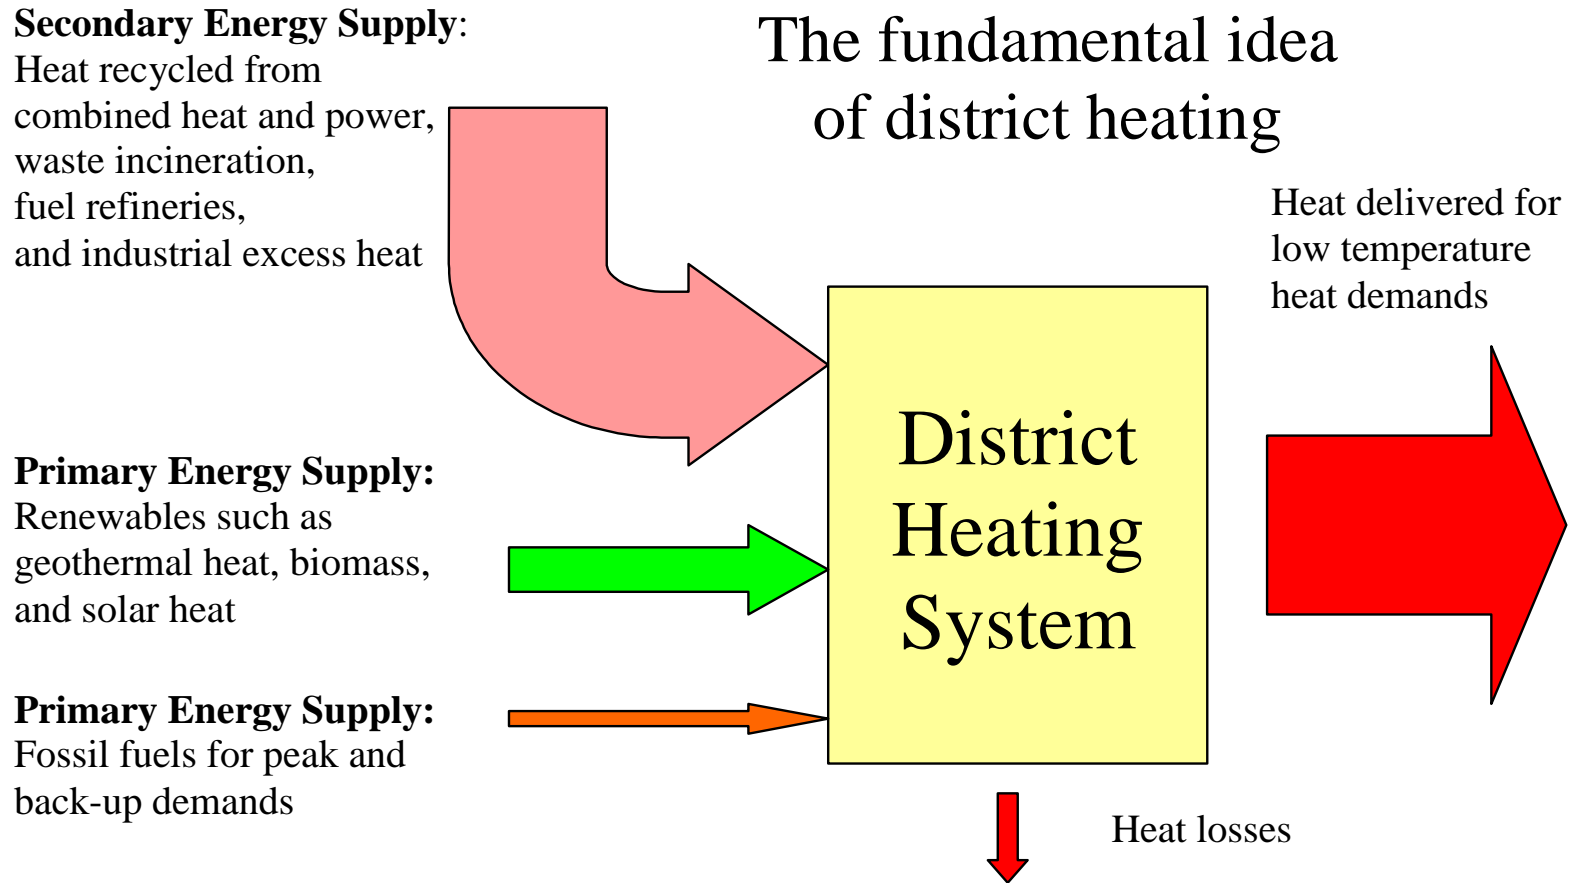 The fundamental idea
of district heating
Secondary Energy Supply:
Heat recycled from
combined heat and power,
waste incineration,
fuel refineries,
and industrial excess heat
Primary Energy Supply:
Renewables such as
geothermal heat, biomass,
and solar heat
Primary Energy Supply:
Fossil fuels for peak and
back-up demands
District
Heating
System
Heat delivered for
low temperature
heat demands
Heat losses